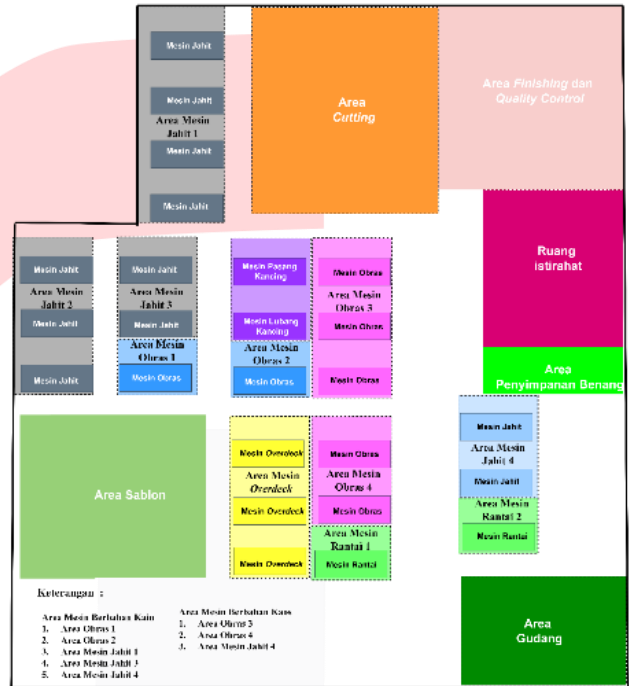 Mesin Jahit
Mesin Jahit
Area Mesin
Jahit 1
Mesin Jahit
Mesin Jahit
Area
Cutting
Area Finishing dan
Quality Control
Ruang
istirahat
Area
Penyimpanan Benang
Mesin Jahit
Area Mesin
Jahit 2
Mesin Jahit
Mesin Jahit
Mesin Jahit
Area Mesin
Jahit 3
Mesin Jahit
Area Mesin
Obras 1
Mesin Obras
Mesin Pasang
Kancing
Mesin Lubang
Kancing
Area Mesin
Obras 2
Mesin Obras
Mesin Obras
Area Mesin
Obras 3
Mesin Obras
Mesin Obras
Mesin Jahit
Area Mesin
Jahit 4
Mesin Jahit
Area Mesin
Rantai 2
Mesin Rantai
Area Sablon
Mesin Overdeck
Area Mesin
Overdeck
Mesin Overdeck
Mesin Overdeck
Mesin Obras
Area Mesin
Obras 4
Mesin Obras
Area Mesin
Rantai 1
Mesin Rantai
Area
Gudang
Keterangan :
Area Mesin Berbahan Kain
1. Area Obras 1
2. Area Obras 2
3. Area Mesin Jahit 1
4. Area Mesin Jahit 3
5. Area Mesin Jahit 4
Area Mesin Berbahan Kaos
1. Area Obras 3
2. Area Obras 4
3. Area Mesin Jahit 4